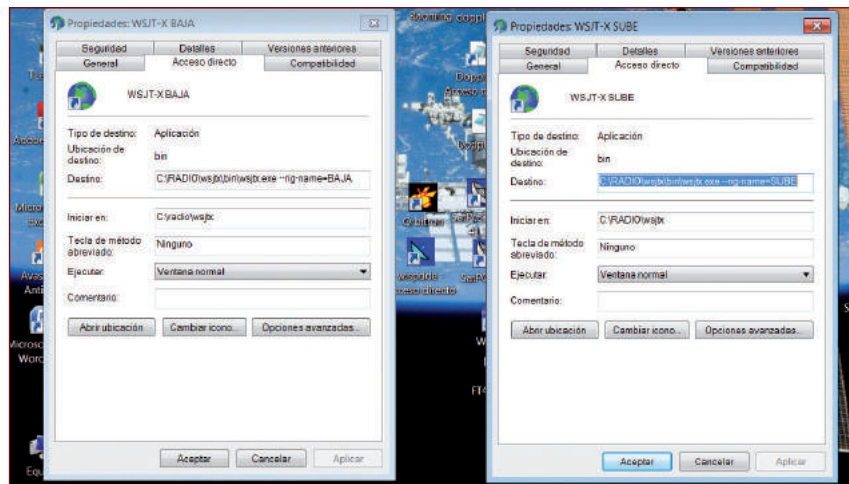 Propiedades: WSJT-X BAJA
Seguridad Detalles Versiones anteriores
General Acceso directo Compatibilidad
WSJT-X BAJA
Tipo de destino: Aplicación
Ubicación de destino: bin
Destino: C:\RADIO\wsjtx\bin\wsjtx.exe --rig-name=BAJA
Iniciar en: C:\radio\wsjtx
Tecla de método abreviado: Ninguno
Ejecutar: Ventana normal
Comentario:
Abrir ubicación Cambiar icono... Opciones avanzadas...
Aceptar Cancelar Aplicar
Propiedades: WSJT-X SUBE
Seguridad Detalles Versiones anteriores
General Acceso directo Compatibilidad
WSJT-X SUBE
Tipo de destino: Aplicación
Ubicación de destino: bin
Destino: C:\RADIO\wsjtx\bin\wsjtx.exe --rig-name=SUBE
Iniciar en: C:\RADIO\wsjtx
Tecla de método abreviado: Ninguno
Ejecutar: Ventana normal
Comentario:
Abrir ubicación Cambiar icono... Opciones avanzadas...
Aceptar Cancelar Aplicar
Orbitron